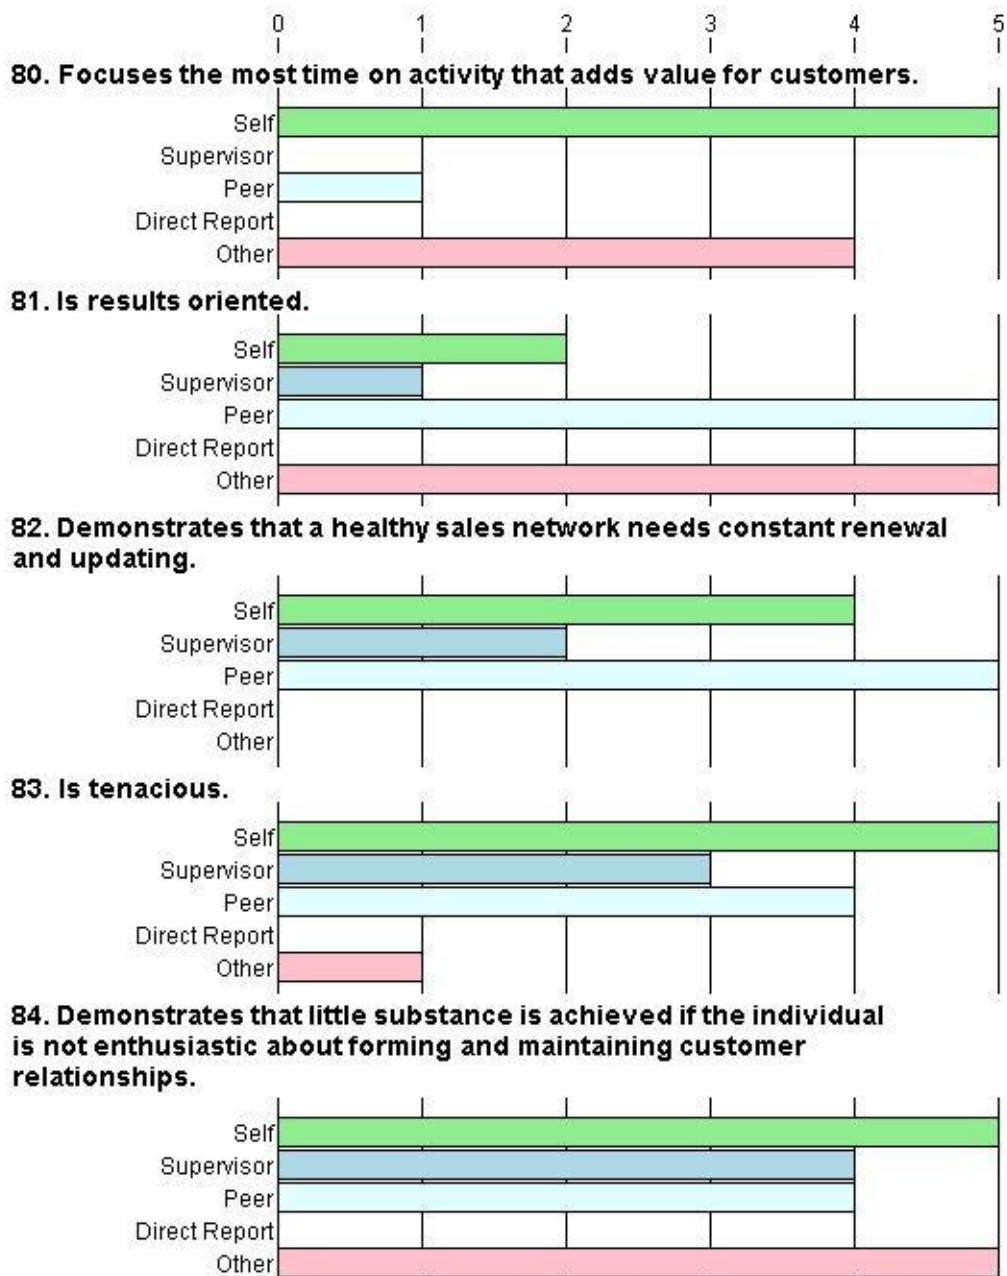 0 1 2 3 4 5
80. Focuses the most time on activity that adds value for customers.
Self
Supervisor
Peer
Direct Report
Other
81. Is results oriented.
Self
Supervisor
Peer
Direct Report
Other
82. Demonstrates that a healthy sales network needs constant renewal
and updating.
Self
Supervisor
Peer
Direct Report
Other
83. Is tenacious.
Self
Supervisor
Peer
Direct Report
Other
84. Demonstrates that little substance is achieved if the individual
is not enthusiastic about forming and maintaining customer
relationships.
Self
Supervisor
Peer
Direct Report
Other